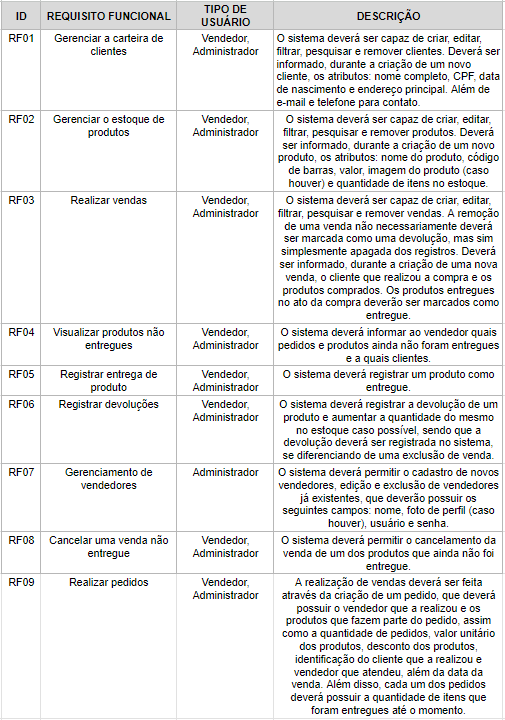 ID REQUISITO FUNCIONAL TIPO DE USUÁRIO DESCRIÇÃO
RF01 Gerenciar a carteira de clientes Vendedor, Administrador O sistema deverá ser capaz de criar, editar,
filtrar, pesquisar e remover clientes. Deverá ser
informado, durante a criação de um novo
cliente, os atributos: nome completo, CPF, data
de nascimento e endereço principal. Além de
e-mail e telefone para contato.
RF02 Gerenciar o estoque de produtos Vendedor, Administrador O sistema deverá ser capaz de criar, editar,
filtrar, pesquisar e remover produtos. Deverá
ser informado, durante a criação de um novo
produto, os atributos: nome do produto, código
de barras, valor, imagem do produto (caso
houver) e quantidade de itens no estoque.
RF03 Realizar vendas Vendedor, Administrador O sistema deverá ser capaz de criar, editar,
filtrar, pesquisar e remover vendas. A remoção
de uma venda não necessariamente deverá
ser marcada como uma devolução, mas sim
simplesmente apagada dos registros. Deverá
ser informado, durante a criação de uma nova
venda, o cliente que realizou a compra e os
produtos comprados. Os produtos entregues
no ato da compra deverão ser marcados como
entregue.
RF04 Visualizar produtos não entregues Vendedor, Administrador O sistema deverá informar ao vendedor quais
pedidos e produtos ainda não foram entregues
e a quais clientes.
RF05 Registrar entrega de produto Vendedor, Administrador O sistema deverá registrar um produto como
entregue.
RF06 Registrar devoluções Vendedor, Administrador O sistema deverá registrar a devolução de um
produto e aumentar a quantidade do mesmo
no estoque caso possível, sendo que a
devolução deverá ser registrada no sistema,
se diferenciando de uma exclusão de venda.
RF07 Gerenciamento de vendedores Administrador O sistema deverá permitir o cadastro de novos
vendedores, edição e exclusão de vendedores
já existentes, que deverão possuir os
seguintes campos: nome, foto de perfil (caso
houver), usuário e senha.
RF08 Cancelar uma venda não entregue Vendedor, Administrador O sistema deverá permitir o cancelamento da
venda de um dos produtos que ainda não foi
entregue.
RF09 Realizar pedidos Vendedor, Administrador A realização de vendas deverá ser feita
através da criação de um pedido, que deverá
possuir o vendedor que a realizou e os
produtos que fazem parte do pedido, assim
como a quantidade de pedidos, valor unitário
dos produtos, desconto dos produtos,
identificação do cliente que a realizou e
vendedor que atendeu, além da data da
venda. Além disso, cada um dos pedidos
deverá possuir a quantidade de itens que
foram entregues até o momento.